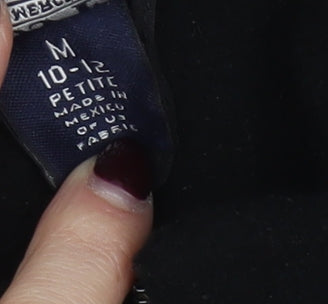 M
10-12
PETITE
MADE IN
MEXICO
OF US
FABRIC